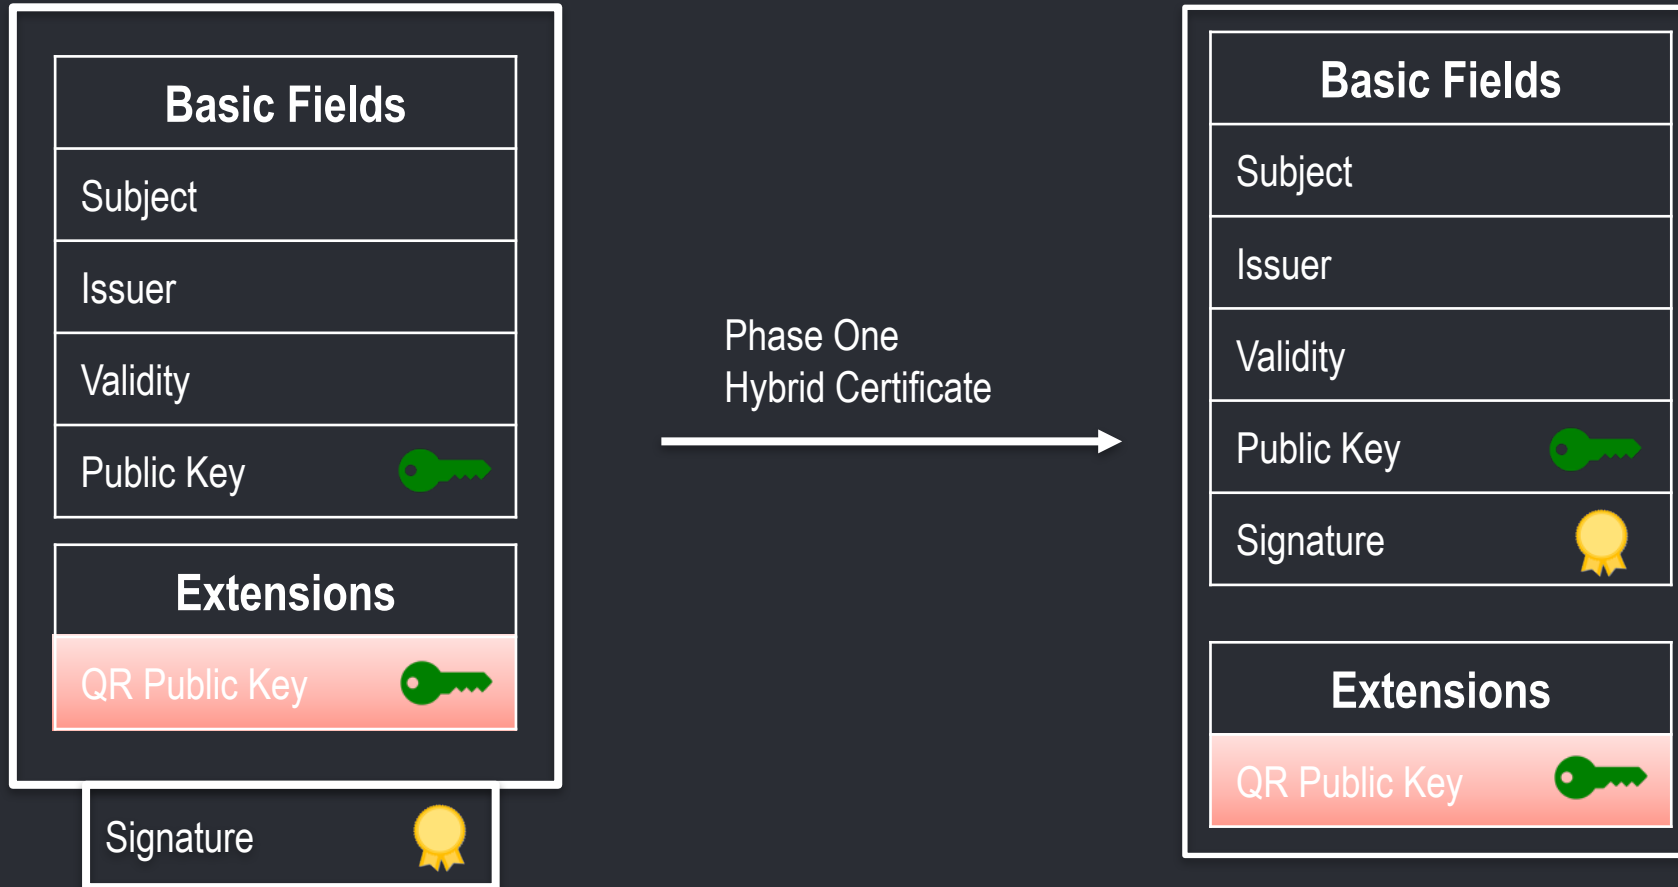 Basic Fields
Subject
Issuer
Validity
Public Key
Extensions
QR Public Key
Signature
Phase One
Hybrid Certificate
Basic Fields
Subject
Issuer
Validity
Public Key
Signature
Extensions
QR Public Key